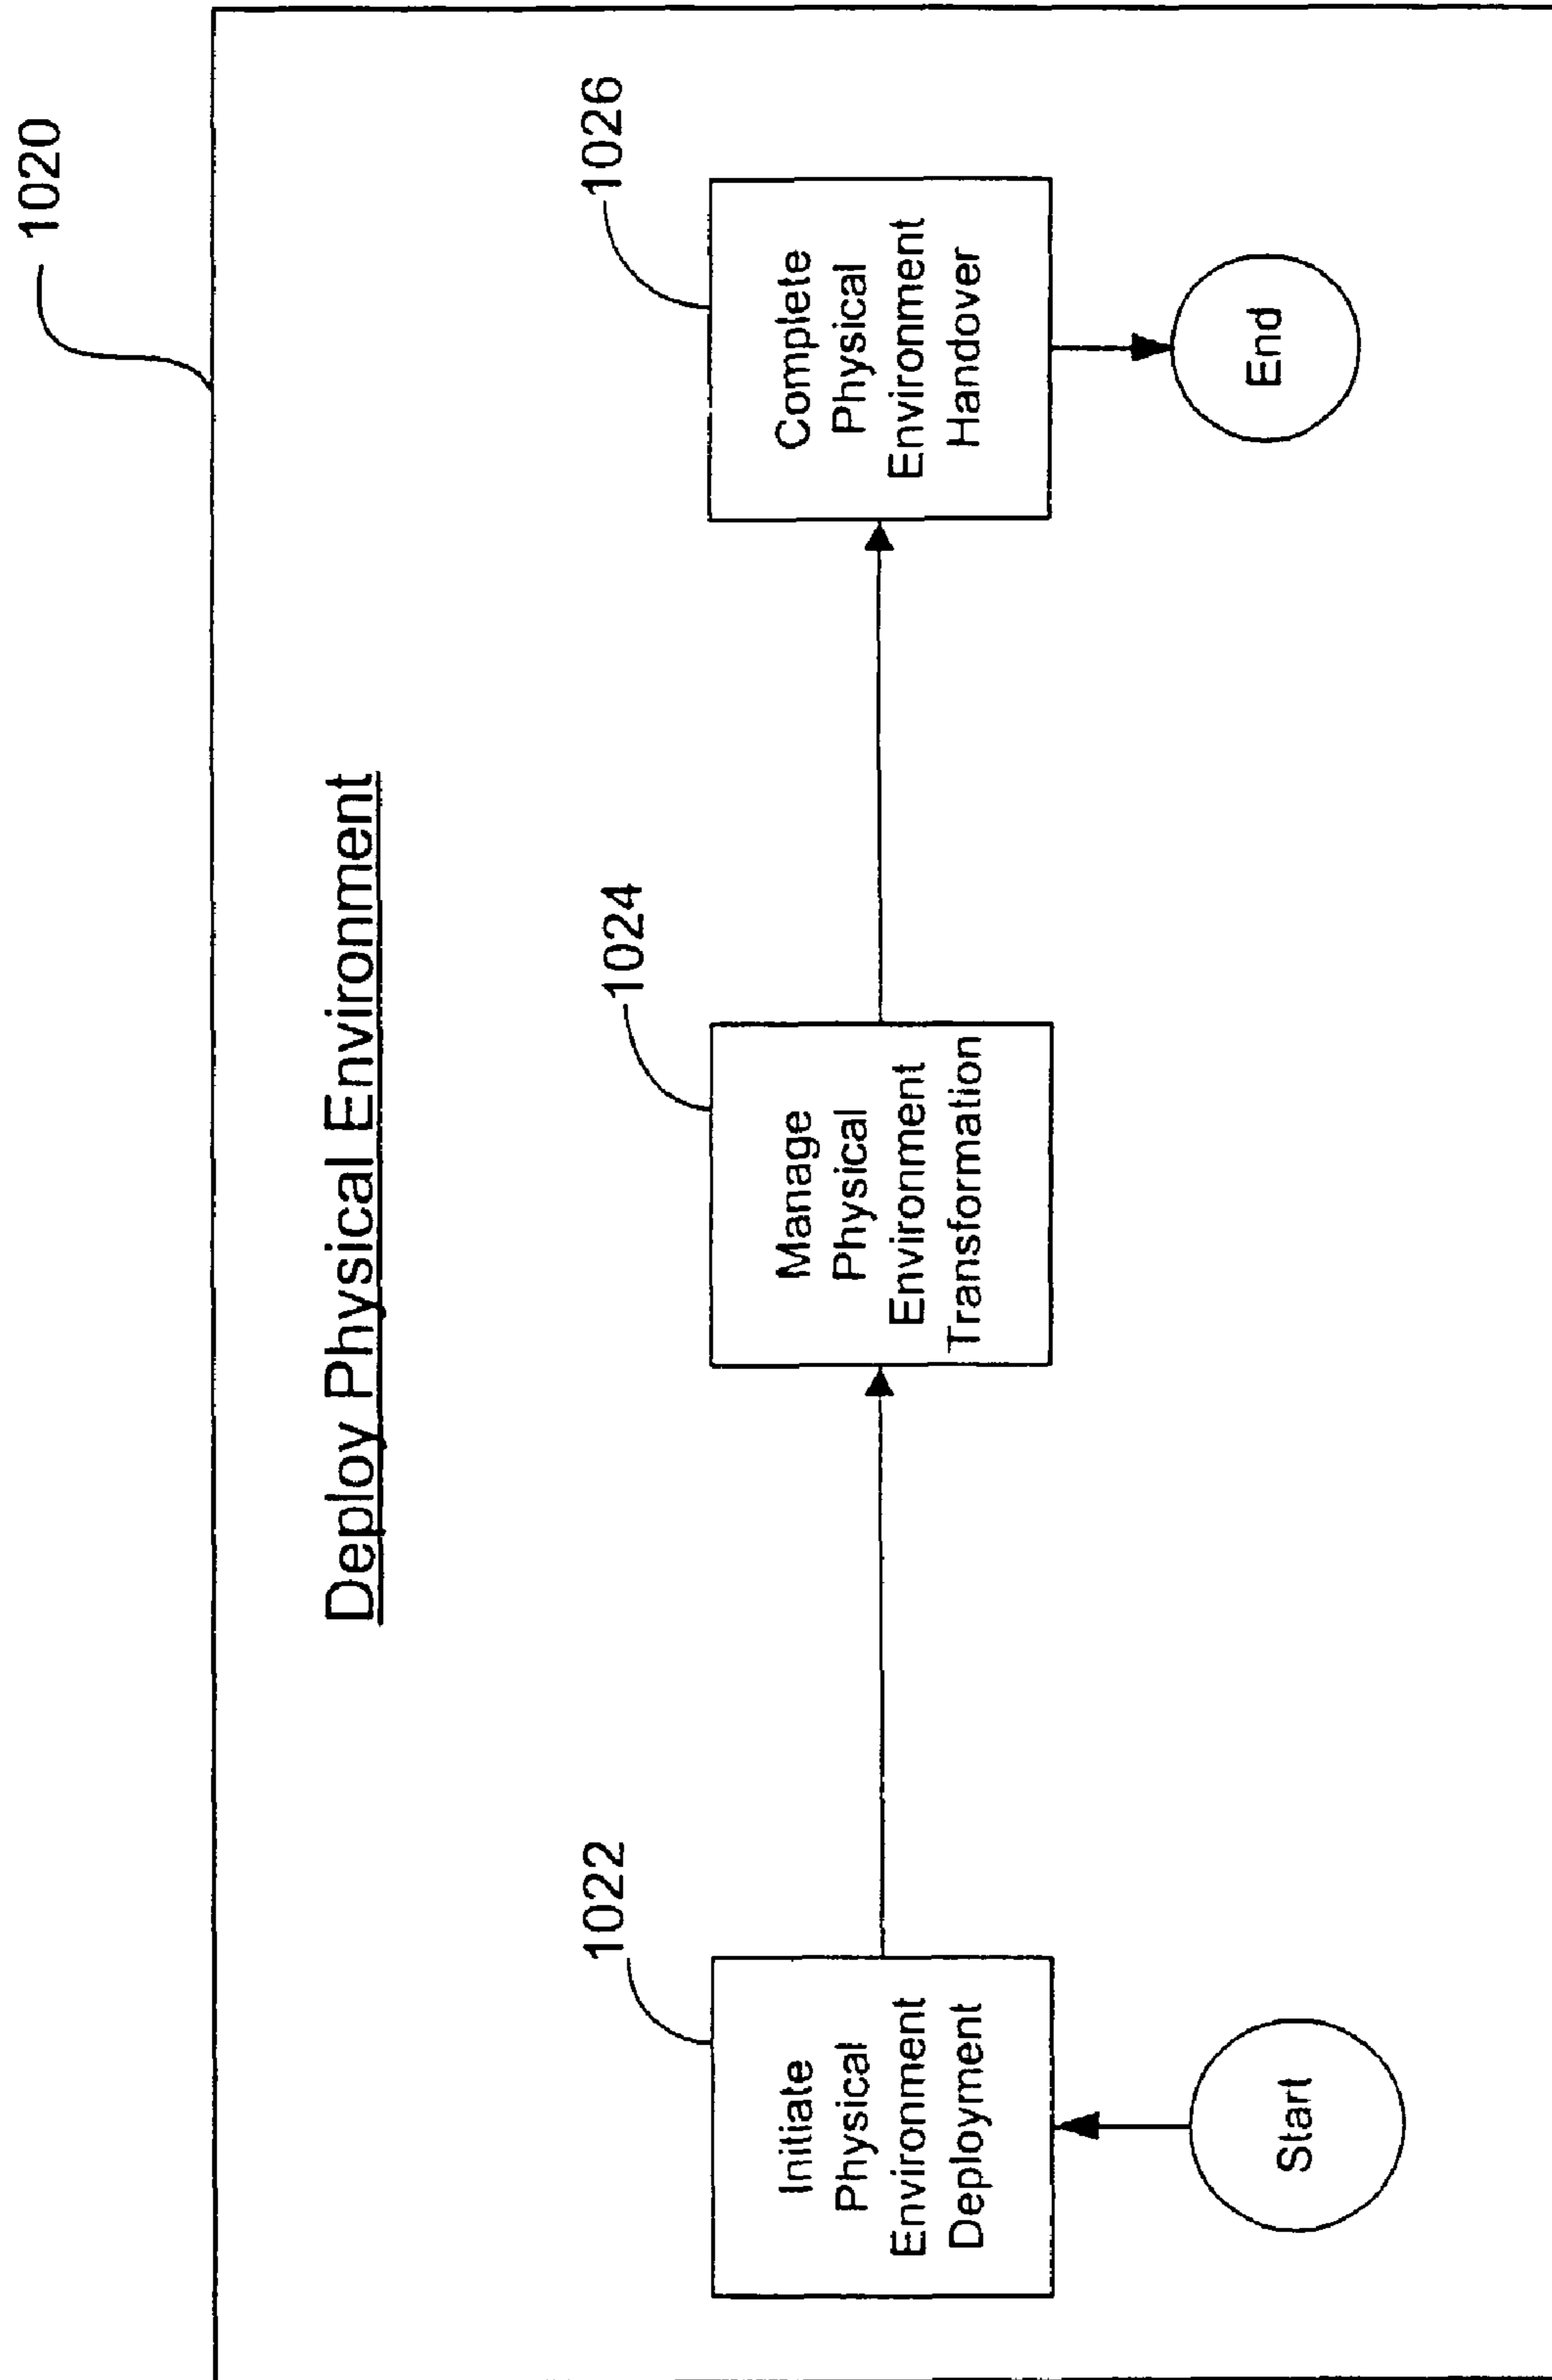 1020
Deploy Physical Environment
1022
Initiate
Physical
Environment
Deployment
1024
Manage
Physical
Environment
Transformation
1026
Complete
Physical
Environment
Handover
Start
End